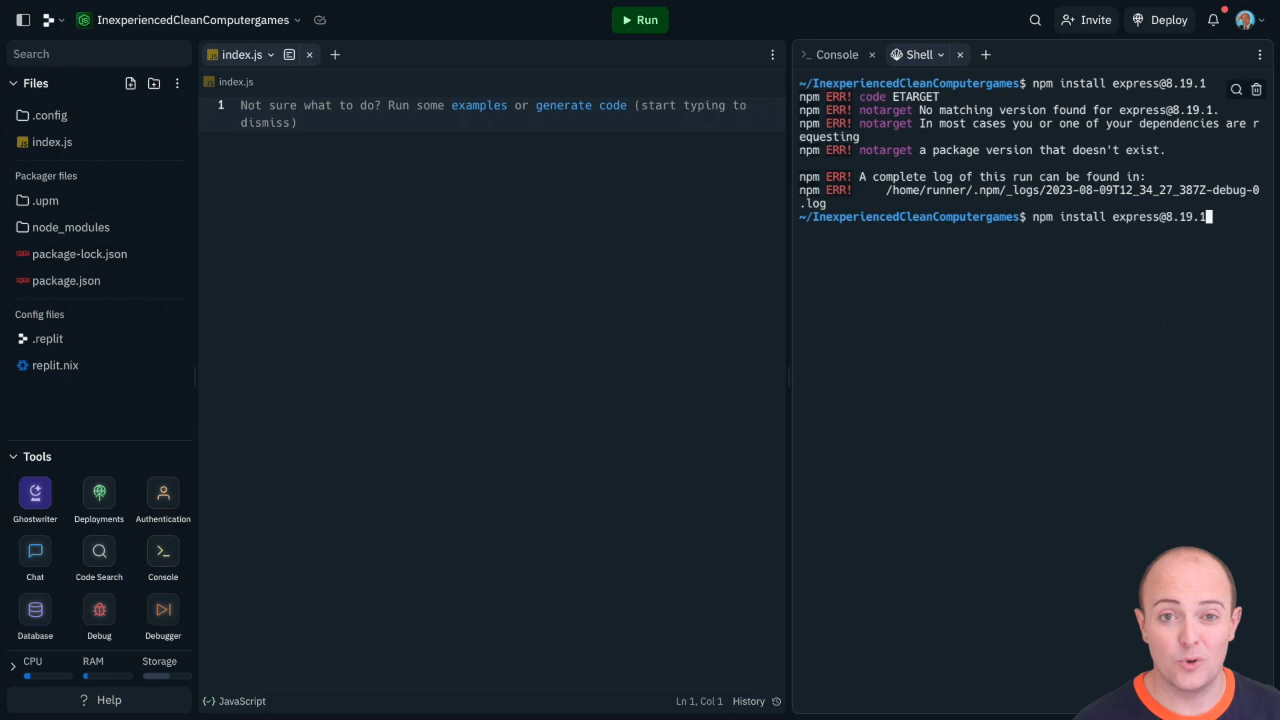 InexperiencedCleanComputergames
Run
Invite
Deploy
Search
Files
.config
index.js
Packager files
.upm
node_modules
package-lock.json
package.json
Config files
.replit
replit.nix
Tools
Ghostwriter
Deployments
Authentication
Chat
Code Search
Console
Database
Debug
Debugger
CPU
RAM
Storage
? Help
JS index.js
JS index.js
1 Not sure what to do? Run some examples or generate code (start typing to
dismiss)
JavaScript
Ln 1, Col 1
History
Console
Shell
~/InexperiencedCleanComputergames$ npm install express@8.19.1
npm ERR! code ETARGET
npm ERR! notarget No matching version found for express@8.19.1.
npm ERR! notarget In most cases you or one of your dependencies are r
equesting
npm ERR! notarget a package version that doesn't exist.
npm ERR! A complete log of this run can be found in:
npm ERR!     /home/runner/.npm/_logs/2023-08-09T12_34_27_387Z-debug-0
.log
~/InexperiencedCleanComputergames$ npm install express@8.19.1